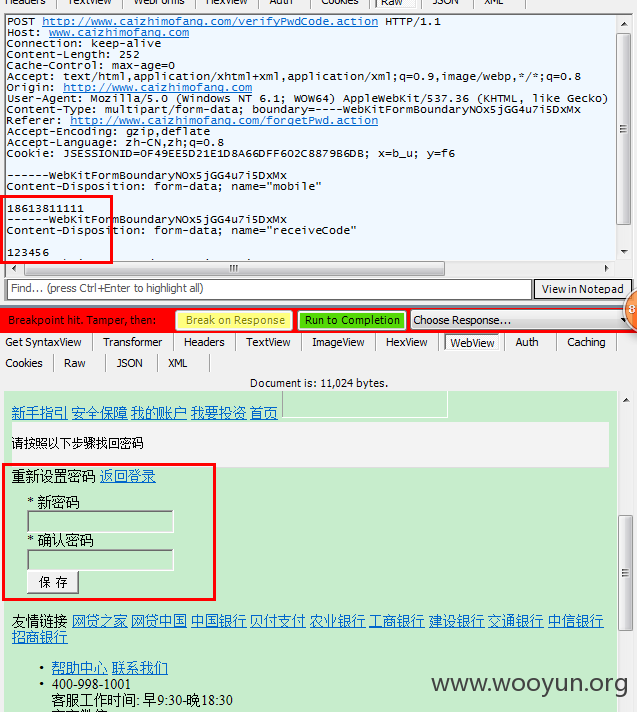 Headers TextView WebForms HexView Auth Cookies Raw JSON XML
POST http://www.caizhimofang.com/verifyPwdCode.action HTTP/1.1
Host: www.caizhimofang.com
Connection: keep-alive
Content-Length: 252
Cache-Control: max-age=0
Accept: text/html,application/xhtml+xml,application/xml;q=0.9,image/webp,*/*;q=0.8
Origin: http://www.caizhimofang.com
User-Agent: Mozilla/5.0 (Windows NT 6.1; WOW64) AppleWebKit/537.36 (KHTML, like Gecko)
Content-Type: multipart/form-data; boundary=----WebKitFormBoundaryNOx5jGG4u7i5DxMx
Referer: http://www.caizhimofang.com/forgetPwd.action
Accept-Encoding: gzip,deflate
Accept-Language: zh-CN,zh;q=0.8
Cookie: JSESSIONID=0F49EE5D21E1D8A66DFF602C8879B6DB; x=b_u; y=f6
------WebKitFormBoundaryNOx5jGG4u7i5DxMx
Content-Disposition: form-data; name="mobile"
18613811111
------WebKitFormBoundaryNOx5jGG4u7i5DxMx
Content-Disposition: form-data; name="receiveCode"
123456
Find... (press Ctrl+Enter to highlight all) View in Notepad
8
Breakpoint hit. Tamper, then: Break on Response Run to Completion Choose Response...
Get SyntaxView Transformer Headers TextView ImageView HexView WebView Auth Caching
Cookies Raw JSON XML
Document is: 11,024 bytes.
新手指引 安全保障 我的账户 我要投资 首页
请按照以下步骤找回密码
重新设置密码 返回登录
* 新密码
* 确认密码
保 存
友情链接 网贷之家 网贷中国 中国银行 贝付支付 农业银行 工商银行 建设银行 交通银行 中信银行
招商银行
• 帮助中心 联系我们
• 400-998-1001
客服工作时间: 早9:30-晚18:30
www.wooyun.org